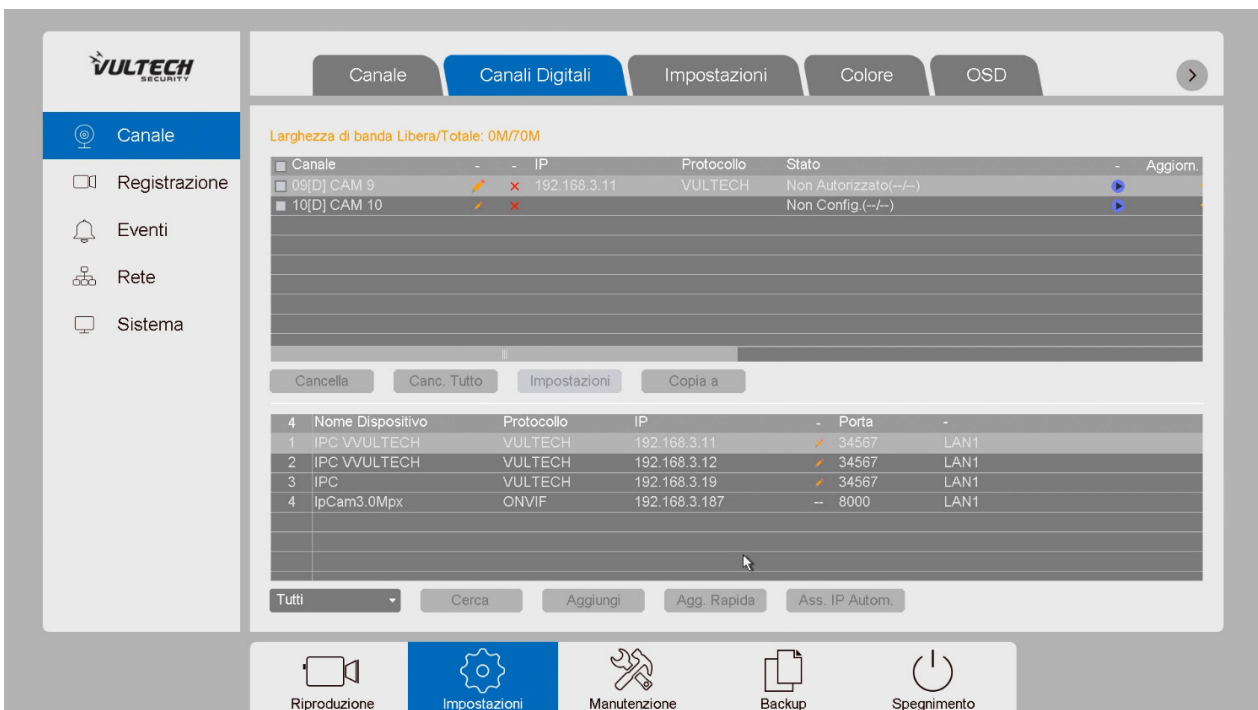 VULTECH
SECURITY
Canale Canali Digitali Impostazioni Colore OSD
Canale
Registrazione
Eventi
Rete
Sistema
Larghezza di banda Libera/Totale: 0M/70M
Canale - - IP Protocollo Stato - Aggiorn.
09[D] CAM 9 192.168.3.11 VULTECH Non Autorizzato(--/--)
10[D] CAM 10 Non Config.(--/--)
Cancella Canc. Tutto Impostazioni Copia a
4 Nome Dispositivo Protocollo IP - Porta -
1 IPC VVULTECH VULTECH 192.168.3.11 34567 LAN1
2 IPC VVULTECH VULTECH 192.168.3.12 34567 LAN1
3 IPC VULTECH 192.168.3.19 34567 LAN1
4 IpCam3.0Mpx ONVIF 192.168.3.187 -- 8000 LAN1
Tutti Cerca Aggiungi Agg. Rapida Ass. IP Autom.
Riproduzione Impostazioni Manutenzione Backup Spegnimento